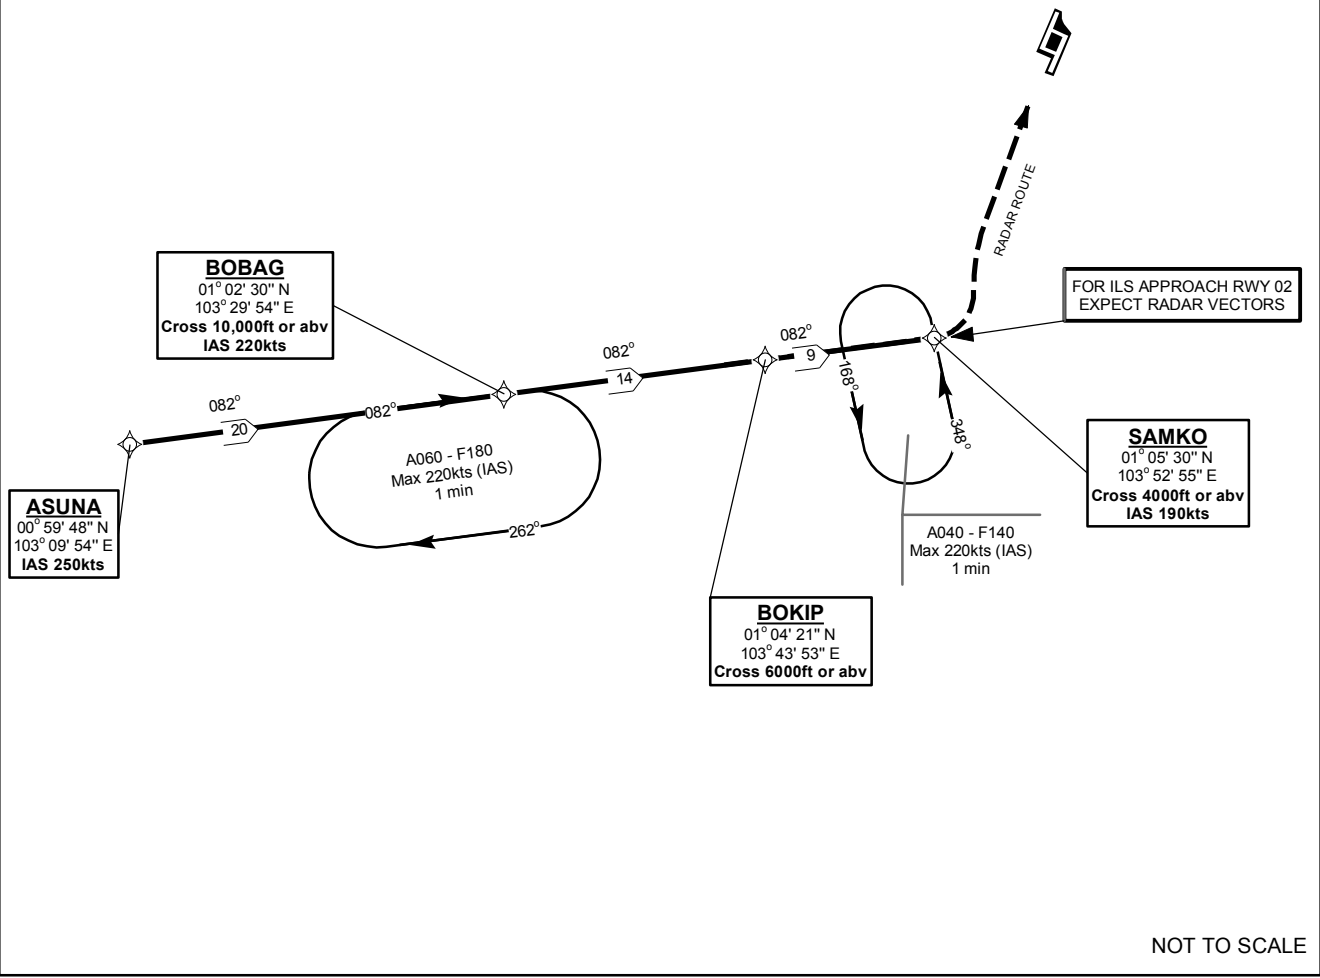 RADAR ROUTE
BOBAG
01° 02' 30" N
103° 29' 54" E
Cross 10,000ft or abv
IAS 220kts
FOR ILS APPROACH RWY 02
EXPECT RADAR VECTORS
082°
9
082°
14
082°
20
082°
168°
348°
A060 - F180
Max 220kts (IAS)
1 min
262°
SAMKO
01° 05' 30" N
103° 52' 55" E
Cross 4000ft or abv
IAS 190kts
ASUNA
00° 59' 48" N
103° 09' 54" E
IAS 250kts
A040 - F140
Max 220kts (IAS)
1 min
BOKIP
01° 04' 21" N
103° 43' 53" E
Cross 6000ft or abv
NOT TO SCALE